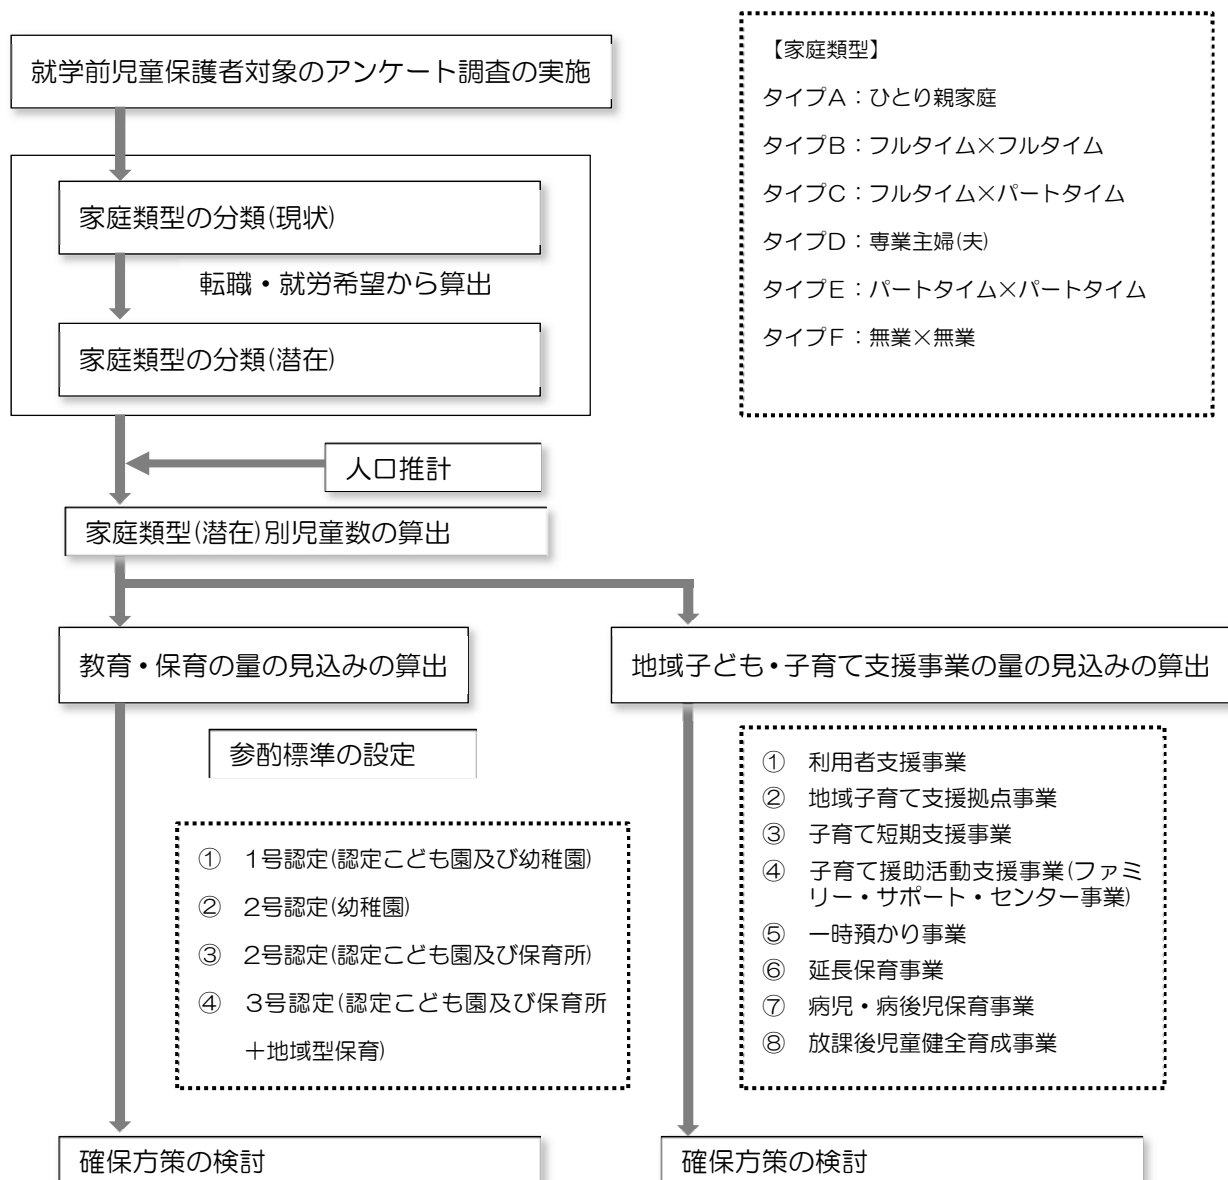 就学前児童保護者対象のアンケート調査の実施
家庭類型の分類(現状)
転職・就労希望から算出
家庭類型の分類(潜在)
【家庭類型】
タイプA：ひとり親家庭
タイプB：フルタイム×フルタイム
タイプC：フルタイム×パートタイム
タイプD：専業主婦(夫)
タイプE：パートタイム×パートタイム
タイプF：無業×無業
人口推計
家庭類型(潜在)別児童数の算出
教育・保育の量の見込みの算出
参酌標準の設定
① 1号認定(認定こども園及び幼稚園)
② 2号認定(幼稚園)
③ 2号認定(認定こども園及び保育所)
④ 3号認定(認定こども園及び保育所
＋地域型保育)
確保方策の検討
地域子ども・子育て支援事業の量の見込みの算出
① 利用者支援事業
② 地域子育て支援拠点事業
③ 子育て短期支援事業
④ 子育て援助活動支援事業(ファミ
リー・サポート・センター事業)
⑤ 一時預かり事業
⑥ 延長保育事業
⑦ 病児・病後児保育事業
⑧ 放課後児童健全育成事業
確保方策の検討